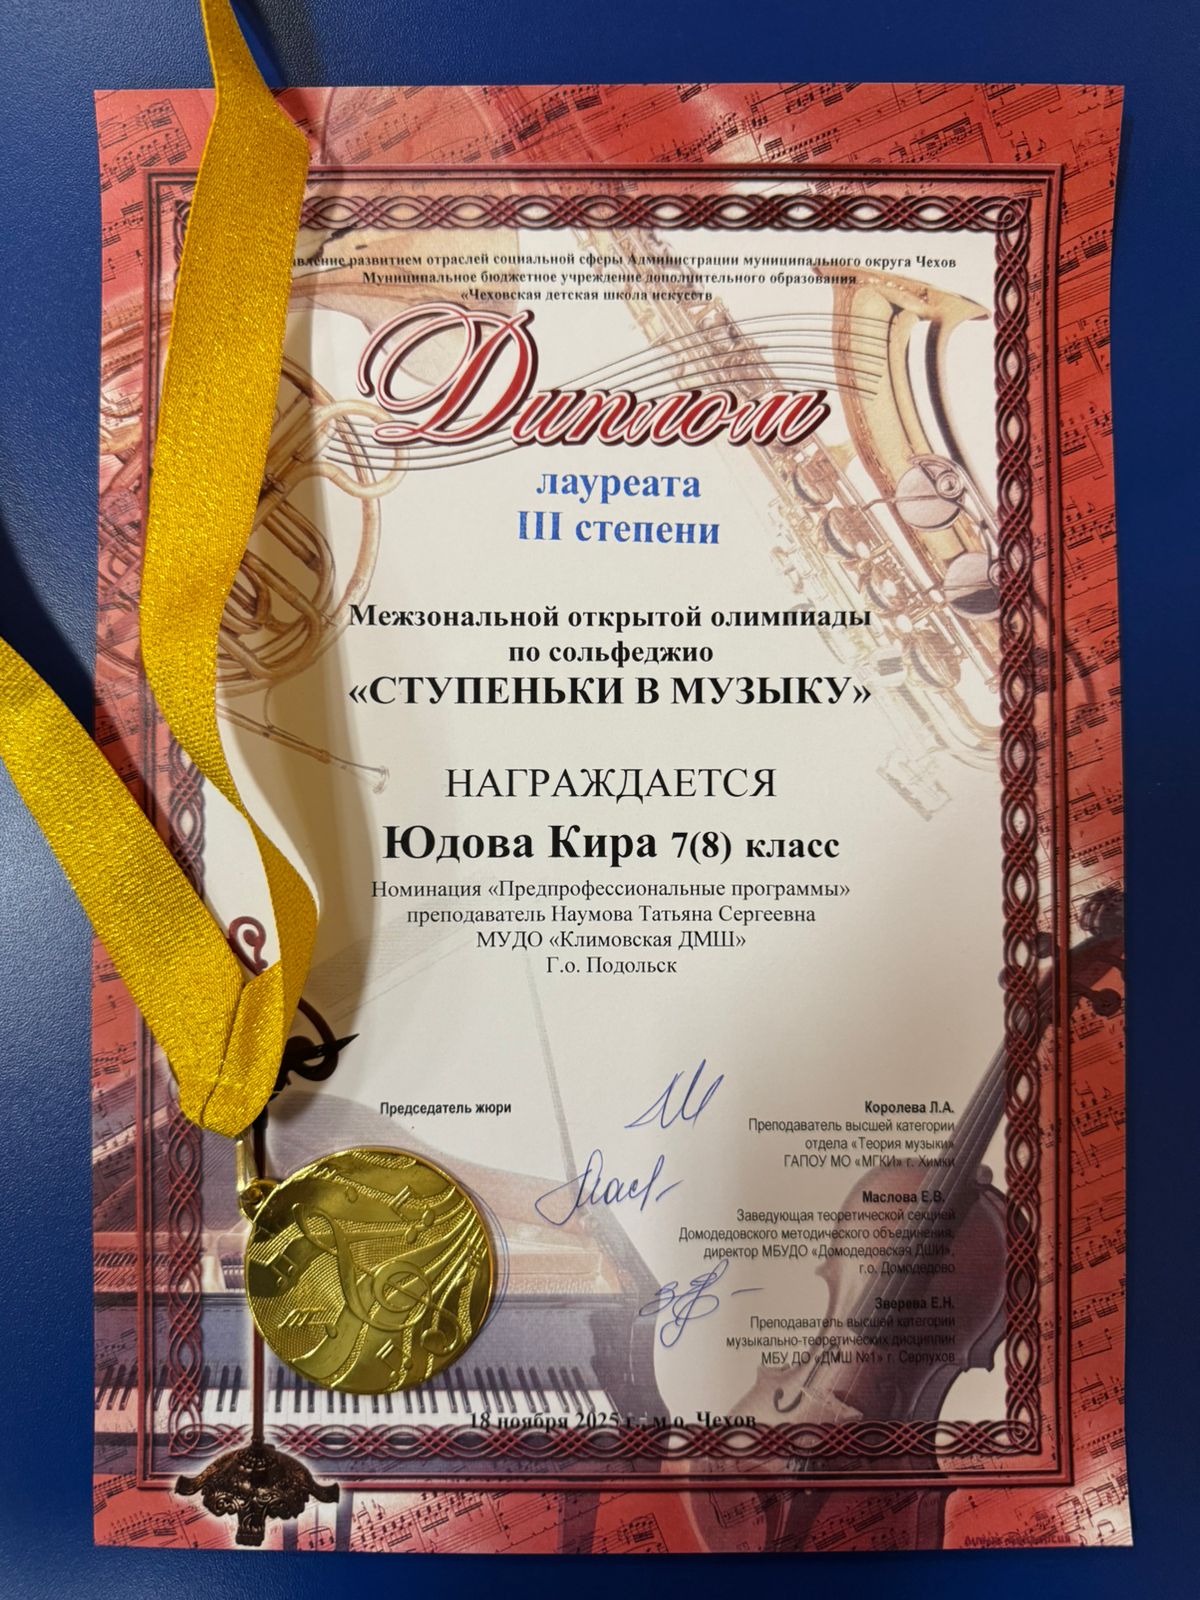 развитием отраслей социальной сферы Администрации муниципального округа Чехов
Муниципальное бюджетное учреждение дополнительного образования
«Чеховская детская школа искусств
Диплом
лауреата
III степени
Межзональной открытой олимпиады
по сольфеджио
«СТУПЕНЬКИ В МУЗЫКУ»
НАГРАЖДАЕТСЯ
Юдова Кира 7(8) класс
Номинация «Предпрофессиональные программы»
преподаватель Наумова Татьяна Сергеевна
МУДО «Климовская ДМШ»
Г.о. Подольск
Председатель жюри
Королева Л.А.
Преподаватель высшей категории
отдела «Теория музыки»
ГАПОУ МО «МГКИ» г. Химки
Маслова Е.В.
Заведующая теоретической секцией
Домодедовского методического объединения,
директор МБУДО «Домодедовская ДШИ»,
г.о. Домодедово
Зверева Е.Н.
Преподаватель высшей категории
музыкально-теоретических дисциплин
МБУ ДО «ДМШ №1» г. Серпухов
18 ноября 2025 г., м.о. Чехов